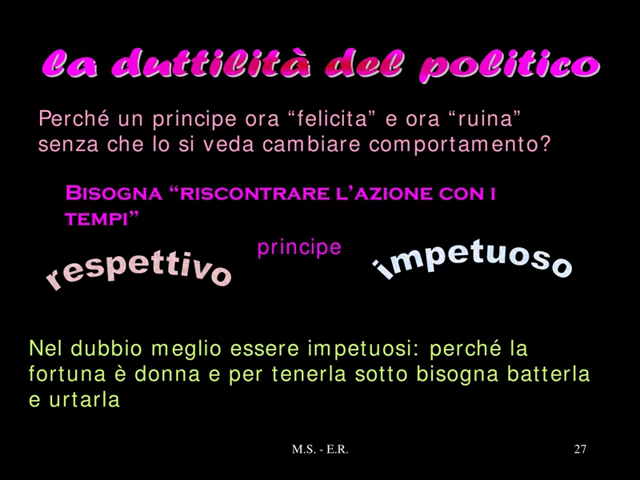 la duttilità del politico
Perché un principe ora “felicita” e ora “ruina”
senza che lo si veda cambiare comportamento?
BISOGNA “RISCONTRARE L’AZIONE CON I
TEMPI”
principe
respettivo
impetuoso
Nel dubbio meglio essere impetuosi: perché la
fortuna è donna e per tenerla sotto bisogna batterla
e urtarla
M.S. - E.R.
27